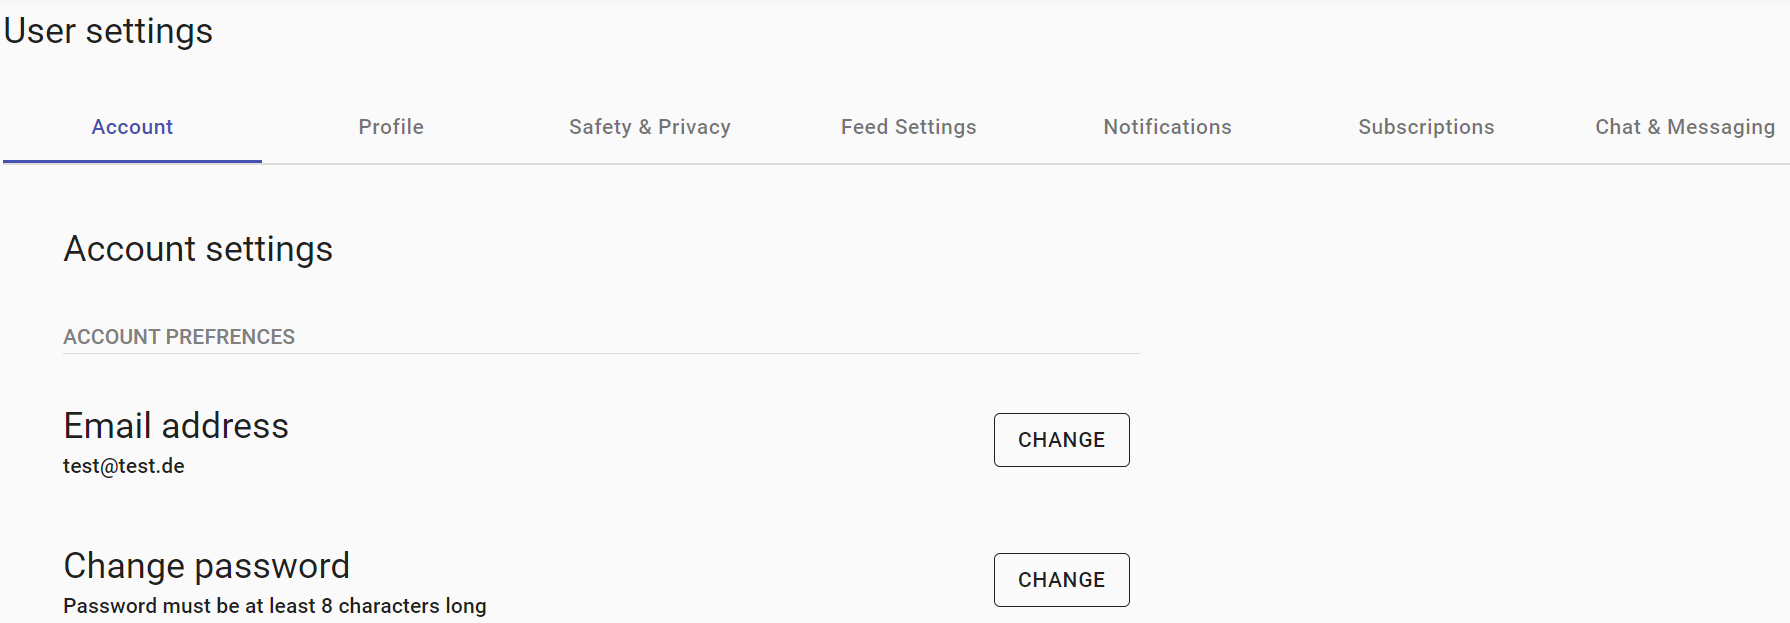 User settings
Account Profile Safety & Privacy Feed Settings Notifications Subscriptions Chat & Messaging
Account settings
ACCOUNT PREFRENCES
Email address
CHANGE
test@test.de
Change password
CHANGE
Password must be at least 8 characters long